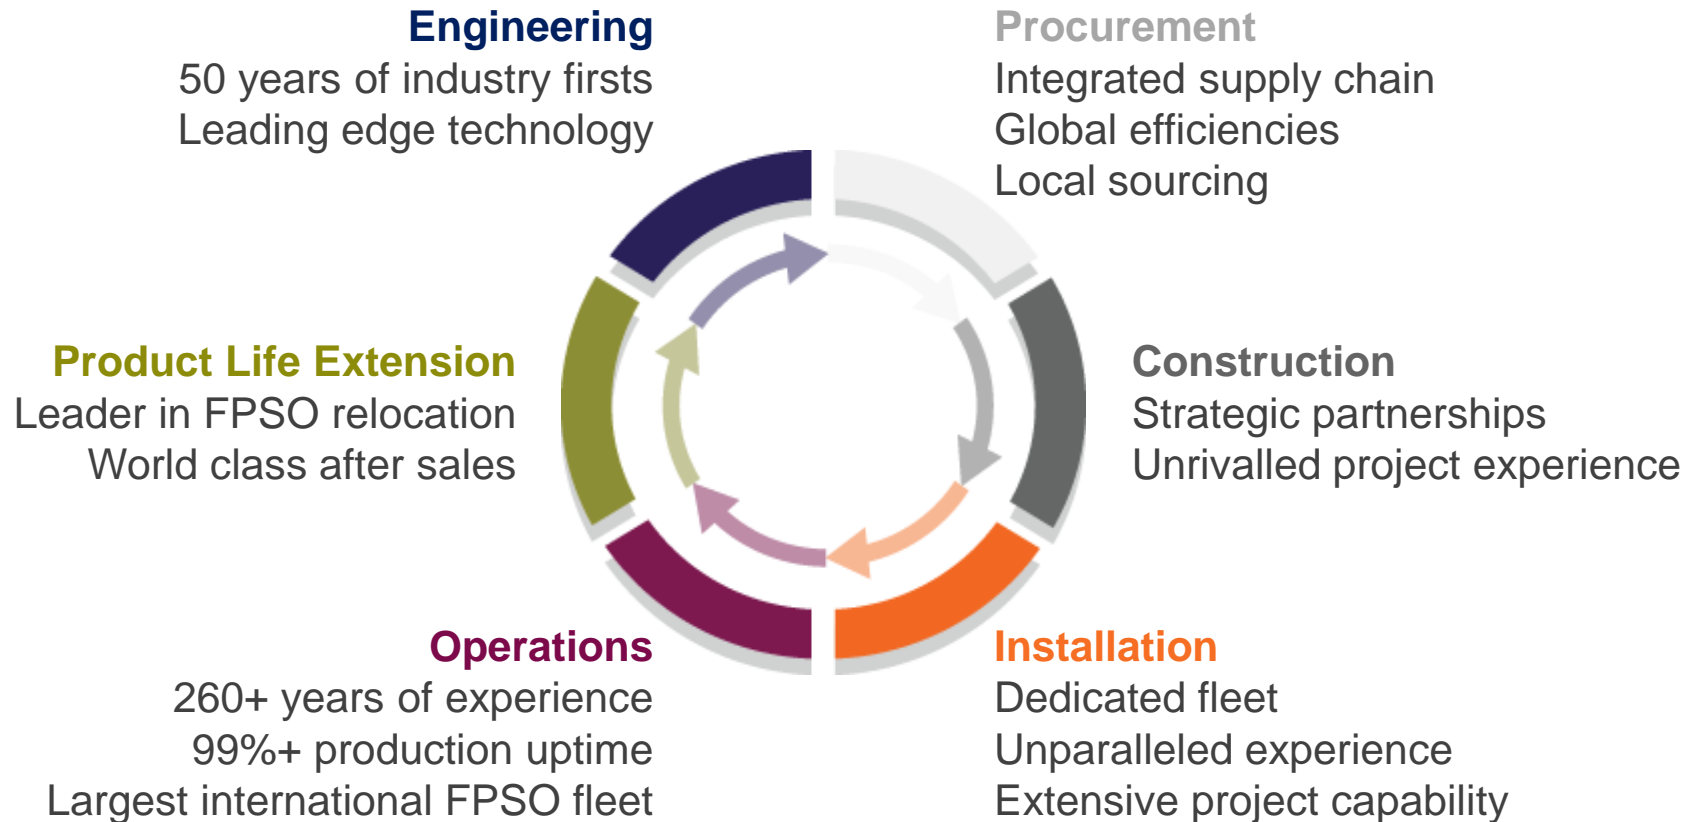 Engineering
50 years of industry firsts
Leading edge technology
Procurement
Integrated supply chain
Global efficiencies
Local sourcing
Product Life Extension
Leader in FPSO relocation
World class after sales
Construction
Strategic partnerships
Unrivalled project experience
Operations
260+ years of experience
99%+ production uptime
Largest international FPSO fleet
Installation
Dedicated fleet
Unparalleled experience
Extensive project capability